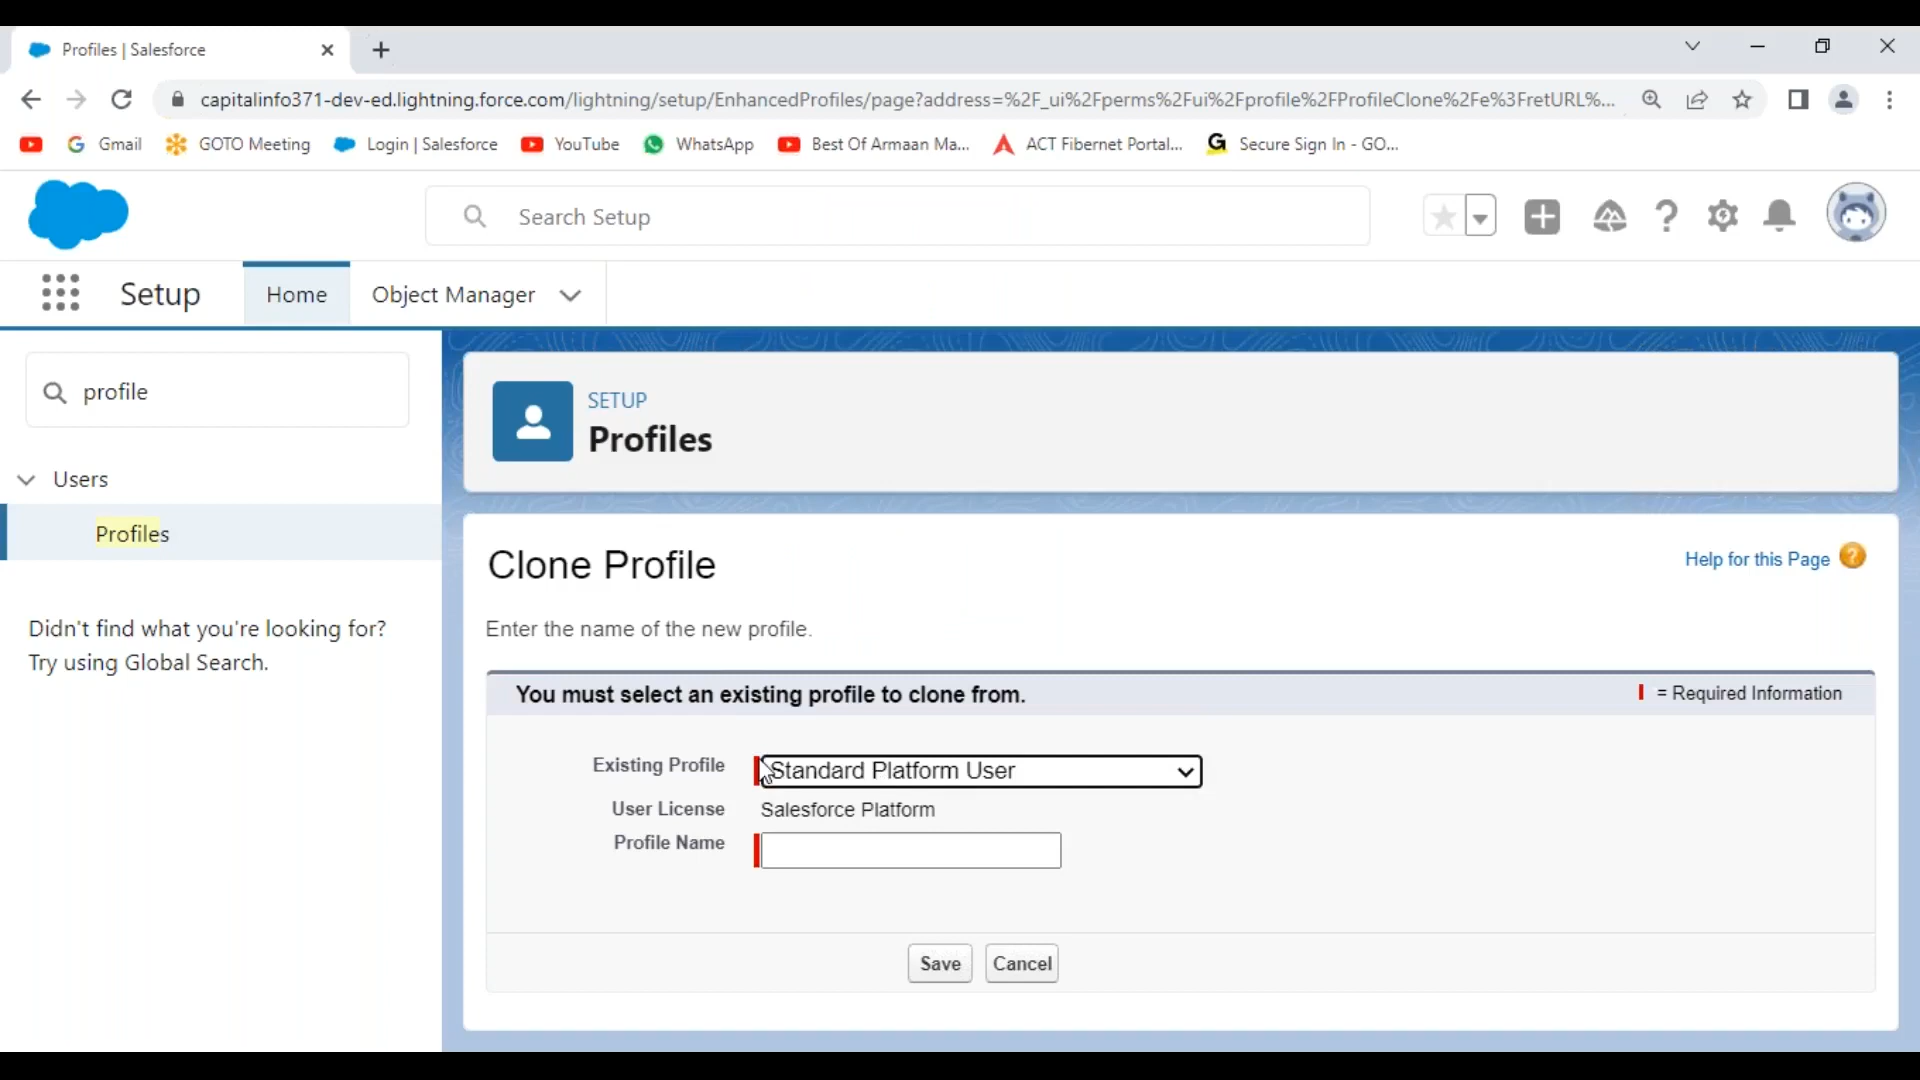 Profiles | Salesforce
capitalinfo371-dev-ed.lightning.force.com/lightning/setup/EnhancedProfiles/page?address=%2F_ui%2Fperms%2Fui%2Fprofile%2FProfileClone%2Fe%3FretURL%...
Gmail GOTO Meeting Login | Salesforce YouTube WhatsApp Best Of Armaan Ma... ACT Fibernet Portal... Secure Sign In - GO...
Search Setup
Setup Home Object Manager
profile
Users
Profiles
Didn't find what you're looking for?
Try using Global Search.
SETUP
Profiles
Clone Profile
Help for this Page ?
Enter the name of the new profile.
You must select an existing profile to clone from.
= Required Information
Existing Profile Standard Platform User
User License Salesforce Platform
Profile Name
Save Cancel